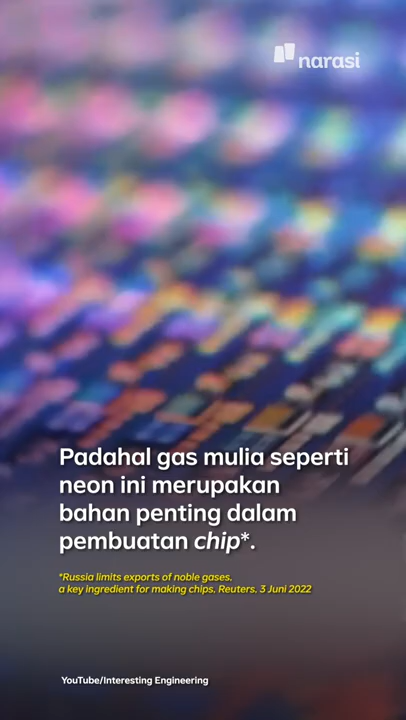 narasi
Padahal gas mulia seperti
neon ini merupakan
bahan penting dalam
pembuatan chip*.
*Russia limits exports of noble gases,
a key ingredient for making chips, Reuters, 3 Juni 2022
YouTube/Interesting Engineering